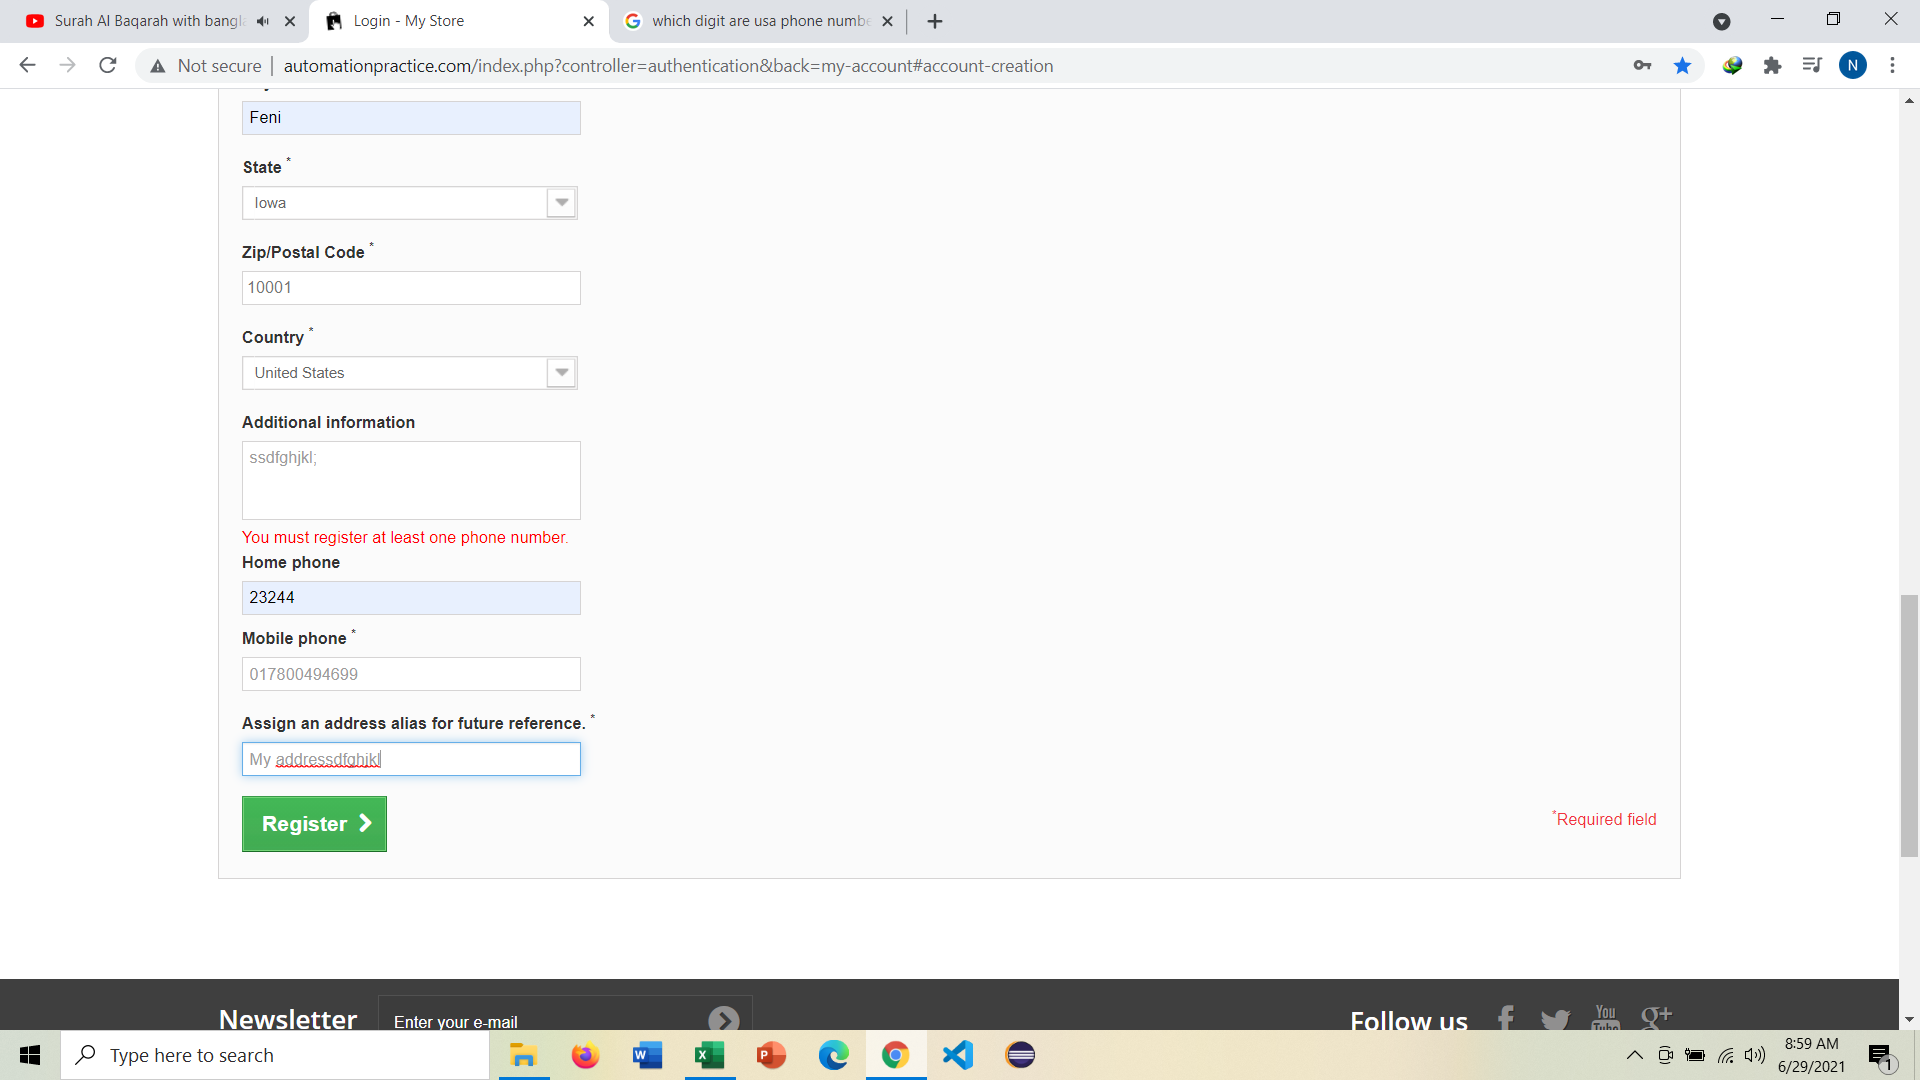 Surah Al Baqarah with bangl
Login - My Store
which digit are usa phone numbe
Not secure
automationpractice.com/index.php?controller=authentication&back=my-account#account-creation
N
Feni
State *
Iowa
Zip/Postal Code *
10001
Country *
United States
Additional information
ssdfghjkl;
You must register at least one phone number.
Home phone
23244
Mobile phone *
017800494699
Assign an address alias for future reference. *
My addressdfghjkl
Register
*Required field
Newsletter
Enter your e-mail
Follow us
You
Tube
g+
Type here to search
8:59 AM
6/29/2021
1